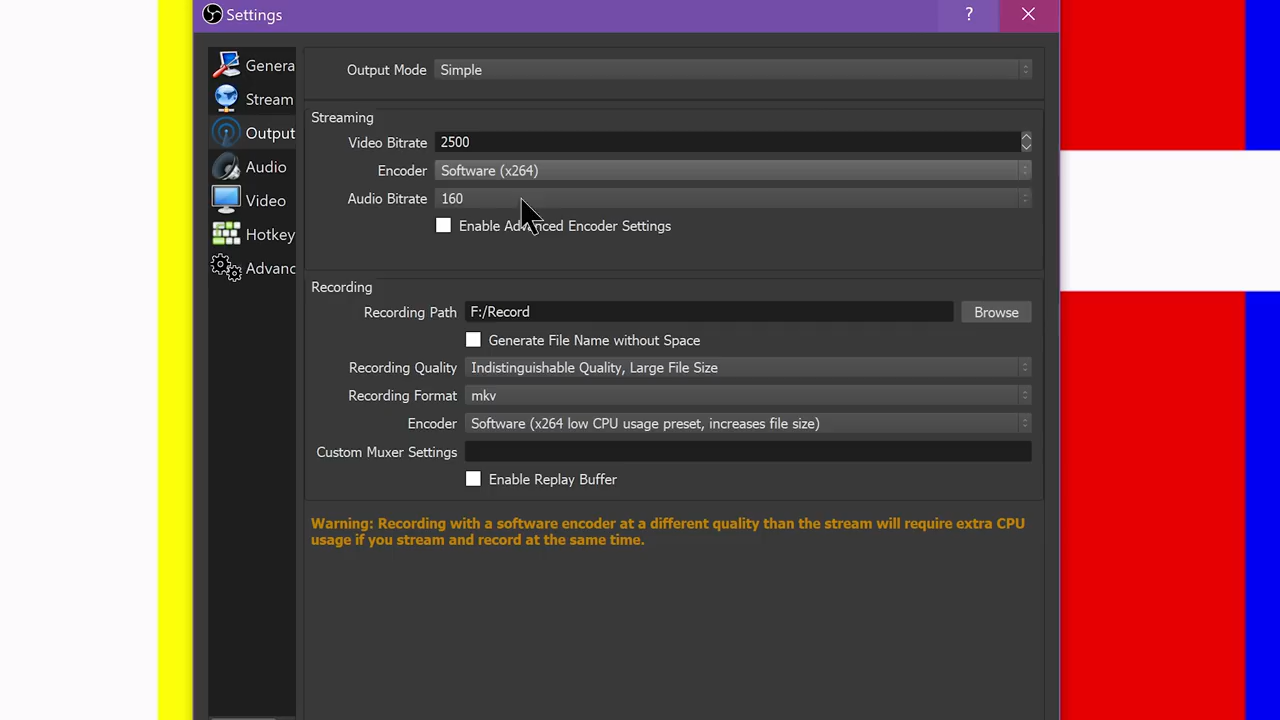 Settings
?
Genera
Stream
Output
Audio
Video
Hotkey
Advanc
Output Mode Simple
Streaming
Video Bitrate 2500
Encoder Software (x264)
Audio Bitrate 160
Enable Advanced Encoder Settings
Recording
Recording Path F:/Record Browse
Generate File Name without Space
Recording Quality Indistinguishable Quality, Large File Size
Recording Format mkv
Encoder Software (x264 low CPU usage preset, increases file size)
Custom Muxer Settings
Enable Replay Buffer
Warning: Recording with a software encoder at a different quality than the stream will require extra CPU
usage if you stream and record at the same time.